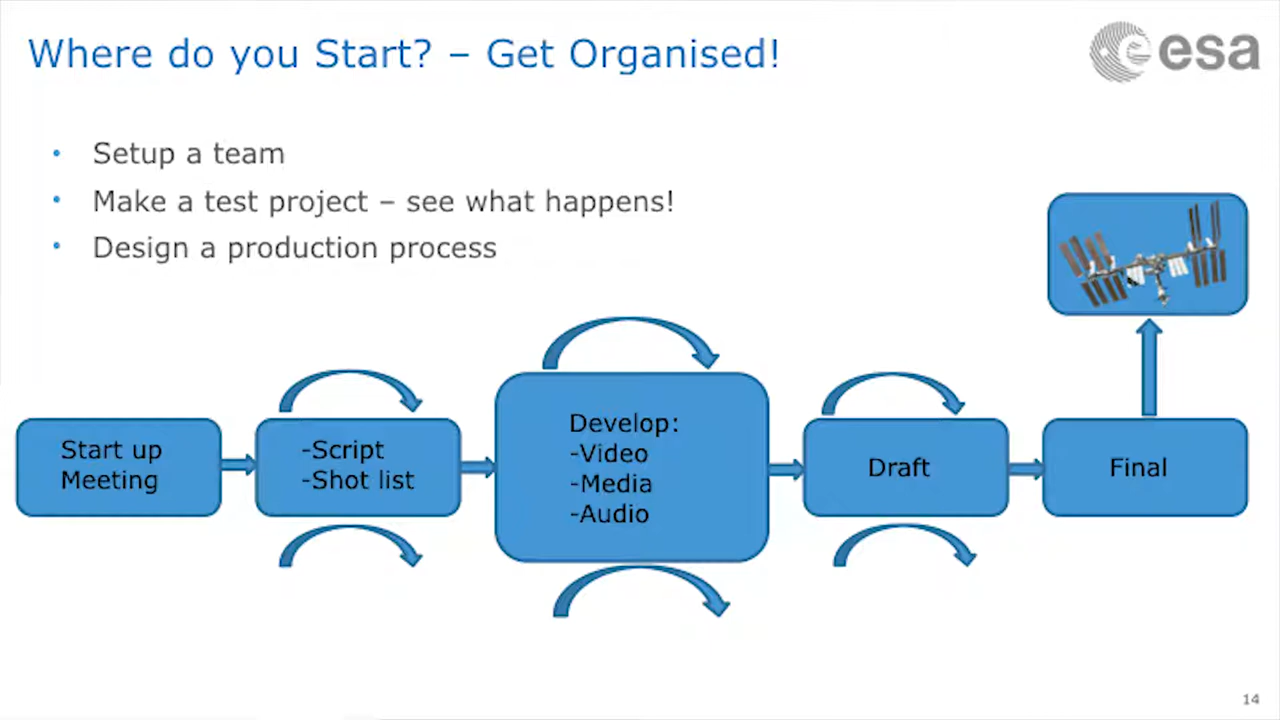 Where do you Start? – Get Organised!
esa
• Setup a team
• Make a test project – see what happens!
• Design a production process
Start up
Meeting
-Script
-Shot list
Develop:
-Video
-Media
-Audio
Draft
Final
14